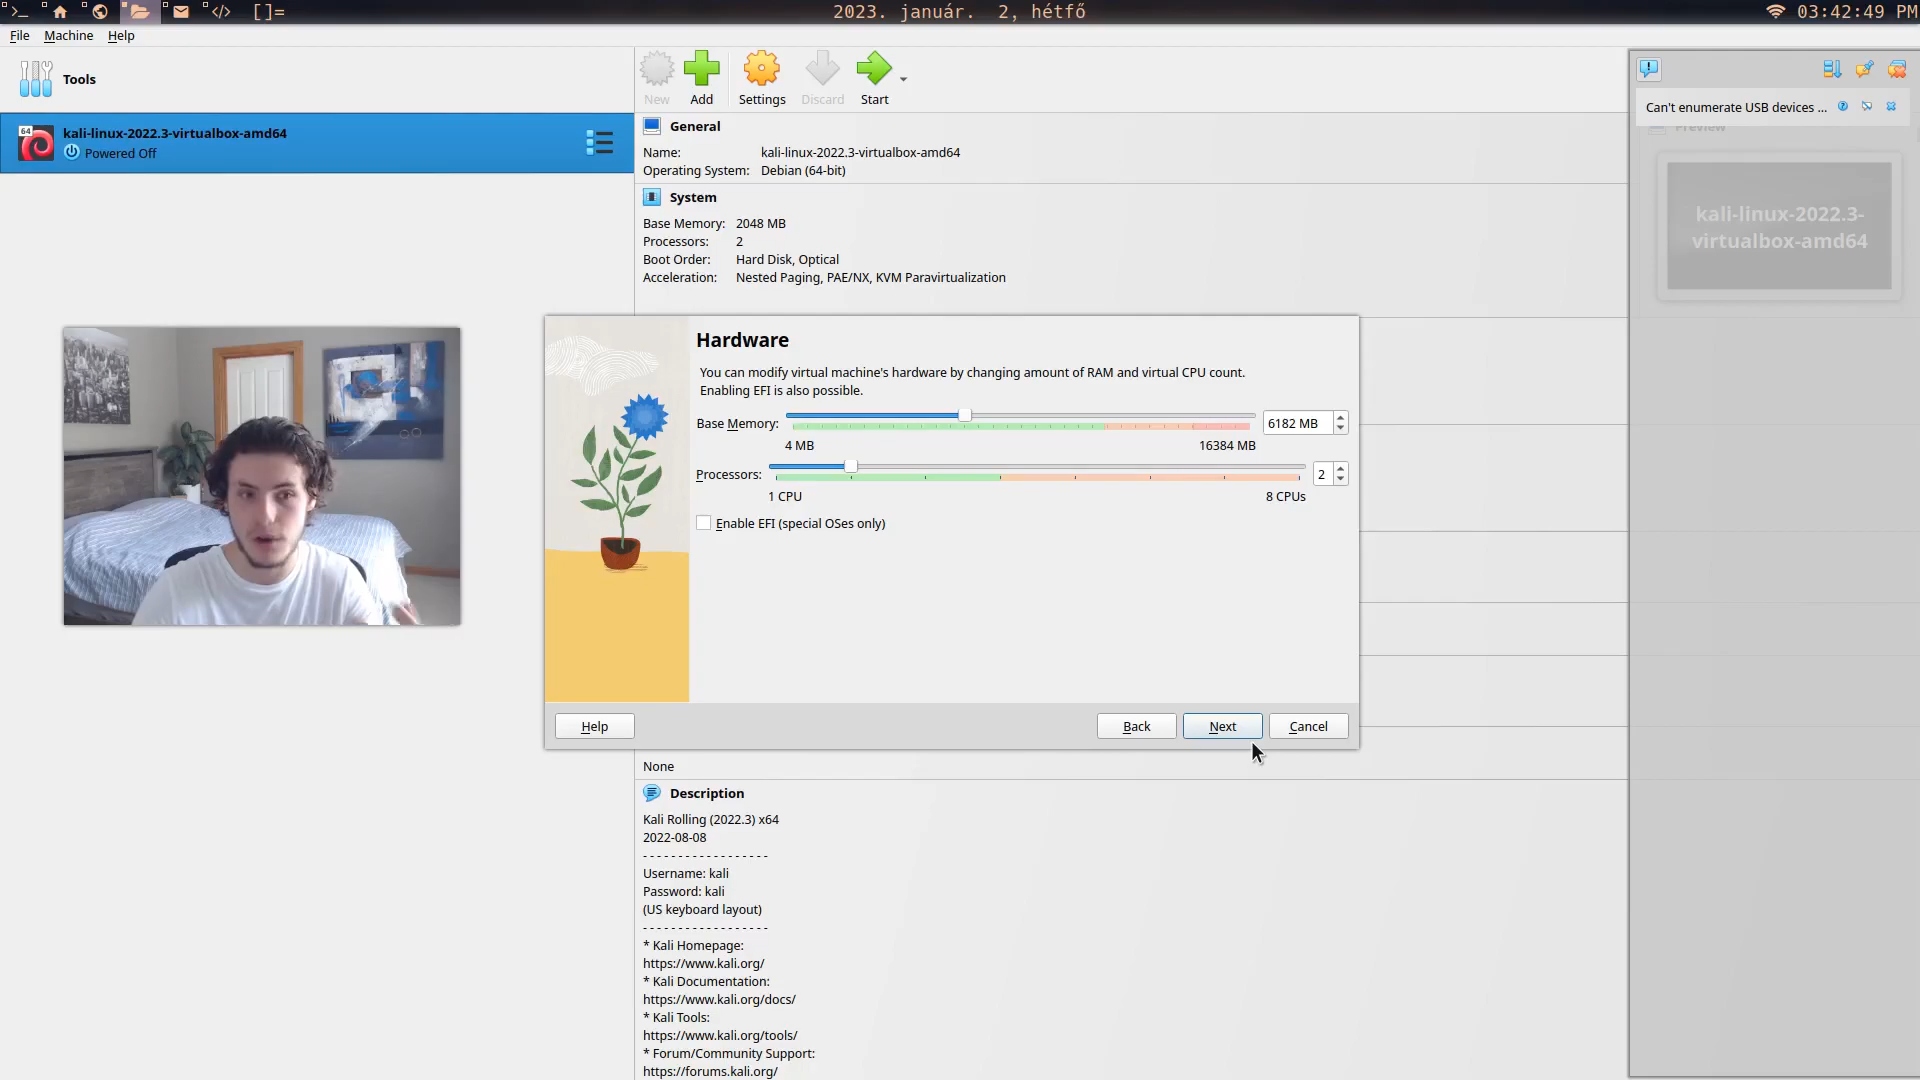 2023. január.  2, hétfő
03:42:49 PM
>_
</>
[]=
File Machine Help
Tools
New
Add
Settings
Discard
Start
Can't enumerate USB devices ...
64
kali-linux-2022.3-virtualbox-amd64
Powered Off
General
Name: kali-linux-2022.3-virtualbox-amd64
Operating System: Debian (64-bit)
Preview
kali-linux-2022.3-
virtualbox-amd64
System
Base Memory: 2048 MB
Processors: 2
Boot Order: Hard Disk, Optical
Acceleration: Nested Paging, PAE/NX, KVM Paravirtualization
Hardware
You can modify virtual machine's hardware by changing amount of RAM and virtual CPU count.
Enabling EFI is also possible.
Base Memory: 6182 MB
4 MB 16384 MB
Processors: 2
1 CPU 8 CPUs
Enable EFI (special OSes only)
Help
Back
Next
Cancel
None
Description
Kali Rolling (2022.3) x64
2022-08-08
- - - - - - - - - - - - - - - - - -
Username: kali
Password: kali
(US keyboard layout)
- - - - - - - - - - - - - - - - - -
* Kali Homepage:
https://www.kali.org/
* Kali Documentation:
https://www.kali.org/docs/
* Kali Tools:
https://www.kali.org/tools/
* Forum/Community Support:
https://forums.kali.org/